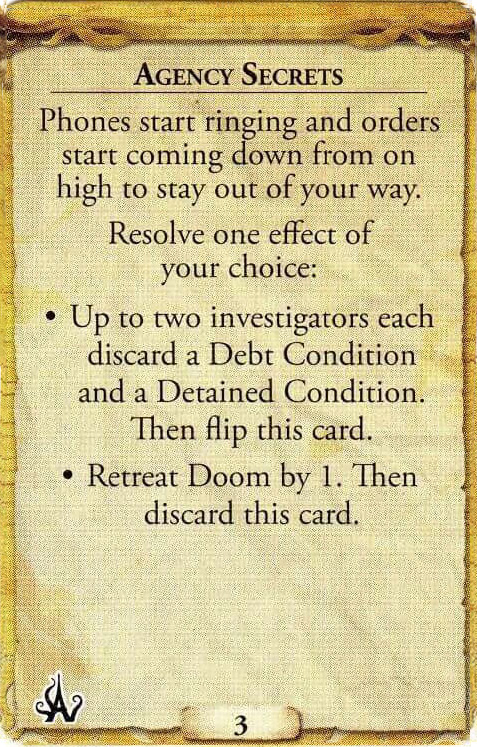 Agency Secrets
Phones start ringing and orders
start coming down from on
high to stay out of your way.
Resolve one effect of
your choice:
• Up to two investigators each
discard a Debt Condition
and a Detained Condition.
Then flip this card.
• Retreat Doom by 1. Then
discard this card.
3